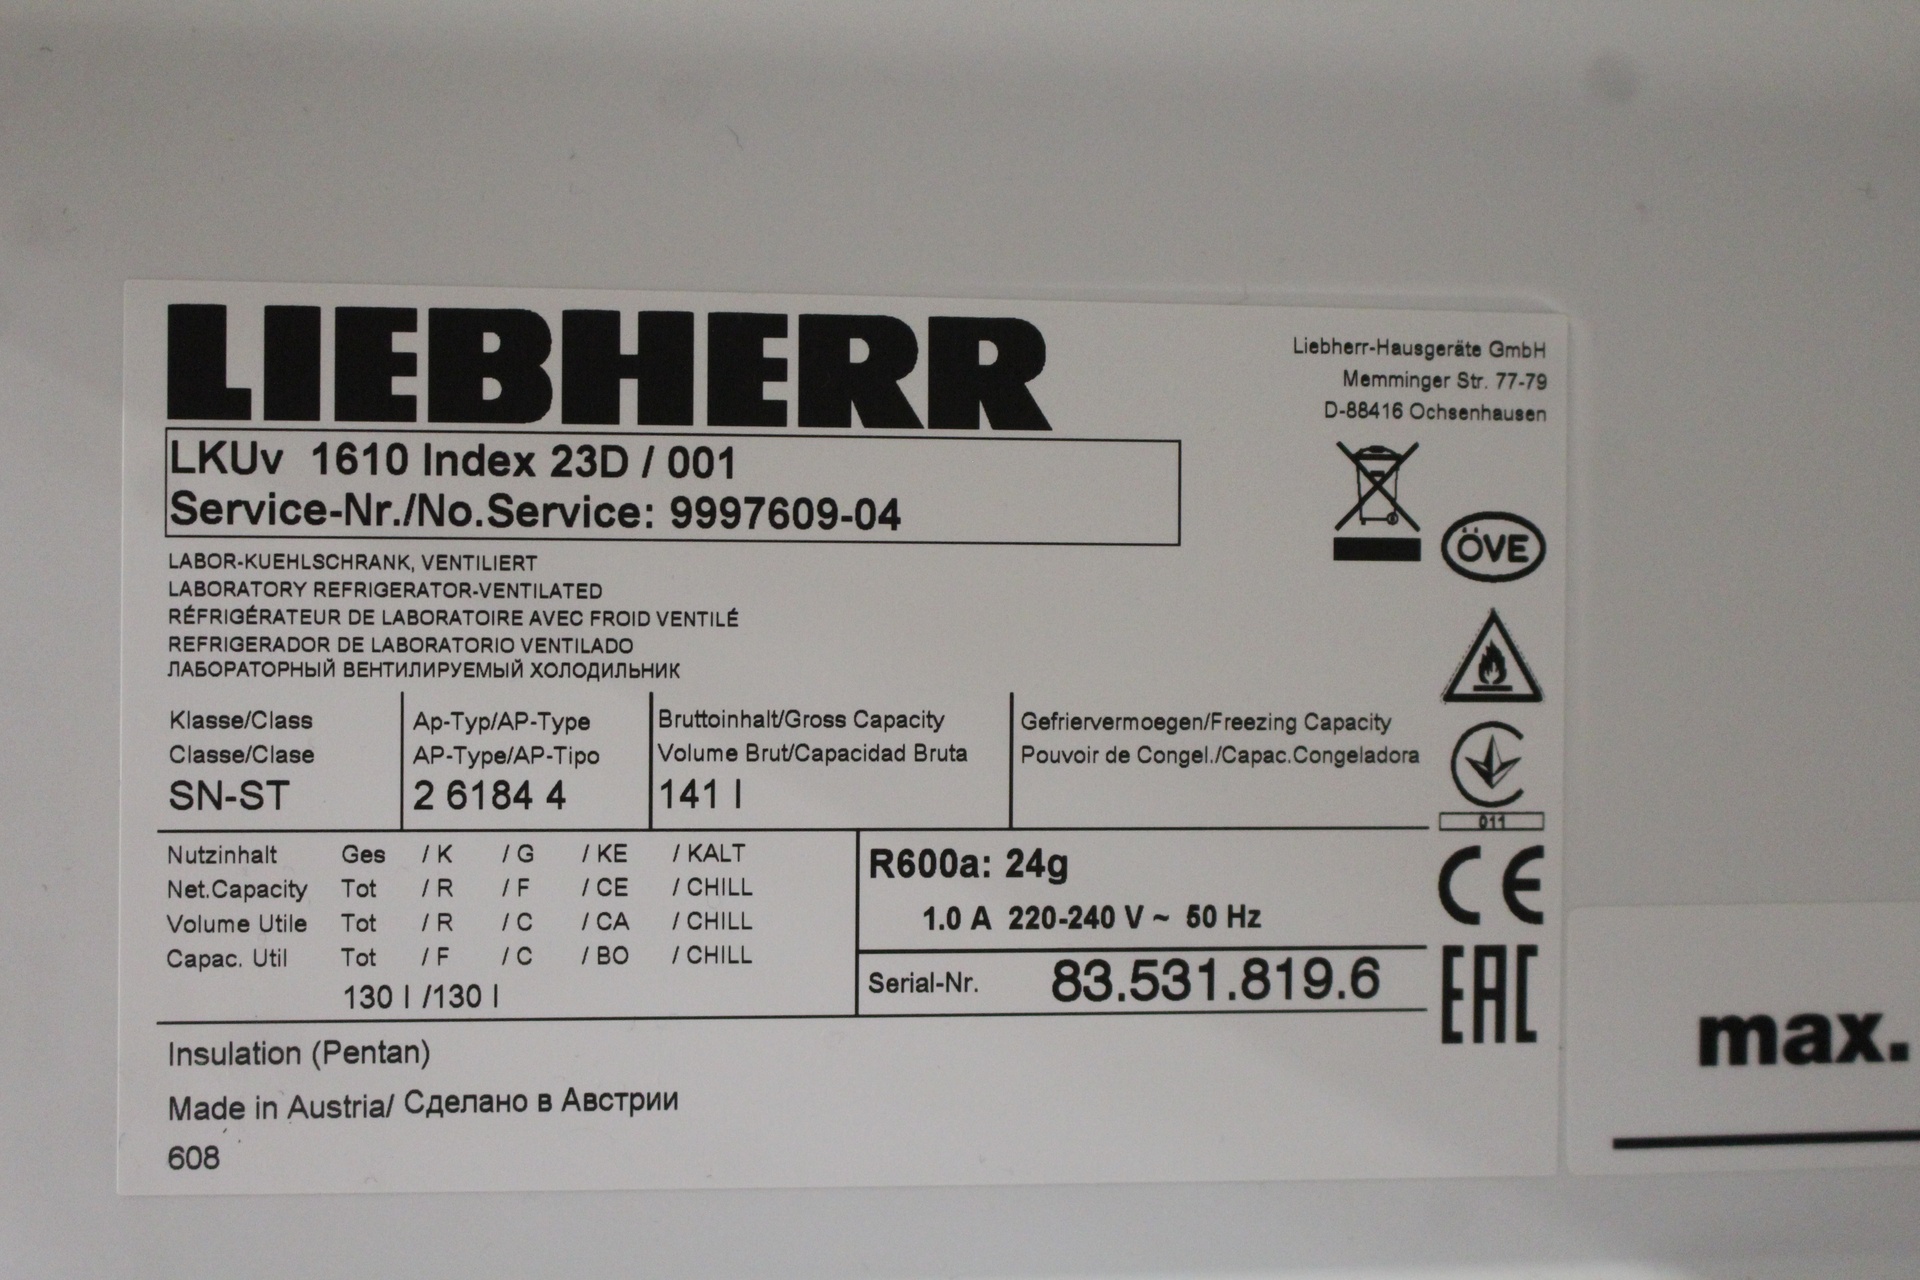 LIEBHERR
Liebherr-Hausgeräte GmbH
Memminger Str. 77-79
D-88416 Ochsenhausen
LKUv 1610 Index 23D / 001
Service-Nr./No.Service: 9997609-04
LABOR-KUEHLSCHRANK, VENTILIERT
LABORATORY REFRIGERATOR-VENTILATED
RÉFRIGÉRATEUR DE LABORATOIRE AVEC FROID VENTILÉ
REFRIGERADOR DE LABORATORIO VENTILADO
ЛАБОРАТОРНЫЙ ВЕНТИЛИРУЕМЫЙ ХОЛОДИЛЬНИК
ÖVE
Klasse/Class
Classe/Clase
SN-ST
Ap-Typ/AP-Type
AP-Type/AP-Tipo
2 6184 4
Bruttoinhalt/Gross Capacity
Volume Brut/Capacidad Bruta
141 l
Gefriervermoegen/Freezing Capacity
Pouvoir de Congel./Capac.Congeladora
011
Nutzinhalt Ges / K / G / KE / KALT
Net.Capacity Tot / R / F / CE / CHILL
Volume Utile Tot / R / C / CA / CHILL
Capac. Util Tot / F / C / BO / CHILL
130 l /130 l
R600a: 24g
1.0 A 220-240 V ~ 50 Hz
Serial-Nr. 83.531.819.6
CE
EAC
Insulation (Pentan)
Made in Austria/ Сделано в Австрии
608
max.